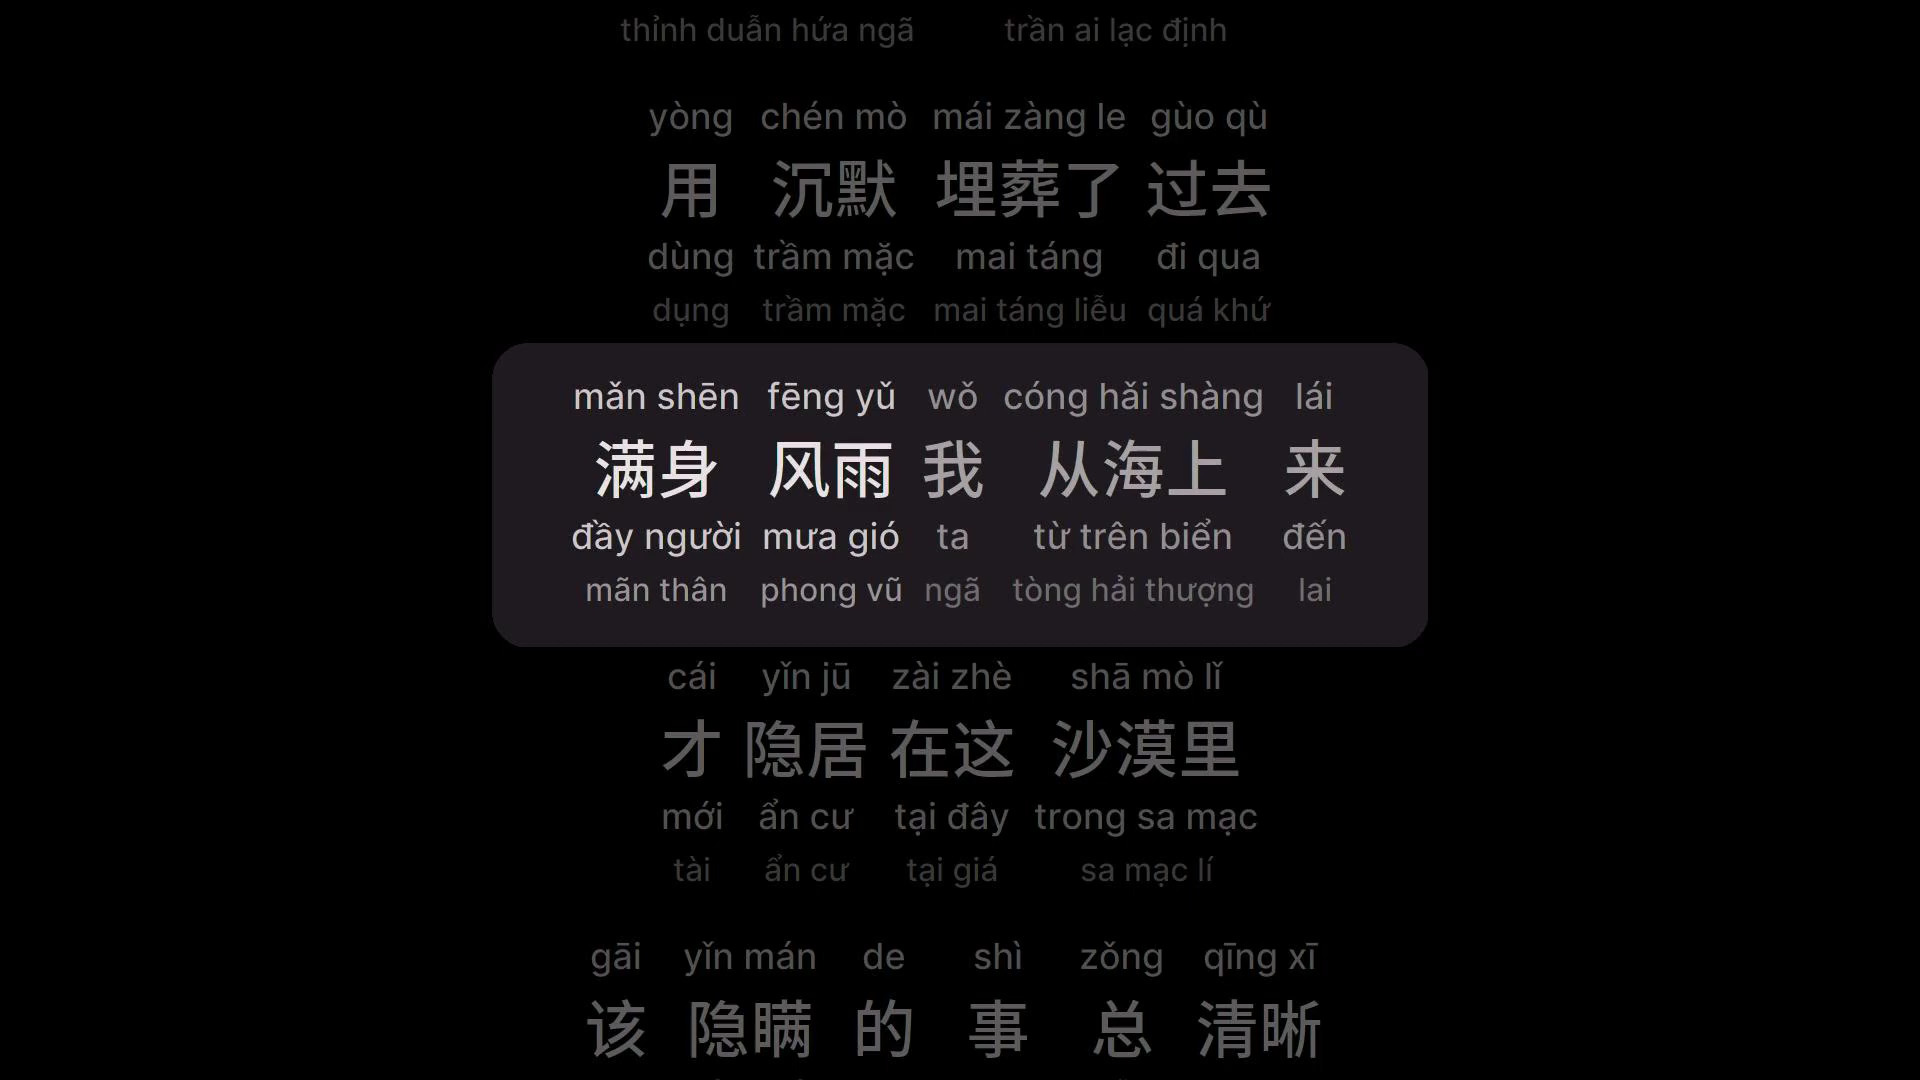 thỉnh duẫn hứa ngã trần ai lạc định
yòng chén mò mái zàng le gùo qù
用 沉默 埋葬了 过去
dùng trầm mặc mai táng đi qua
dụng trầm mặc mai táng liễu quá khứ
mǎn shēn fēng yǔ wǒ cóng hǎi shàng lái
满身 风雨 我 从海上 来
đầy người mưa gió ta từ trên biển đến
mãn thân phong vũ ngã tòng hải thượng lai
cái yǐn jū zài zhè shā mò lǐ
才 隐居 在这 沙漠里
mới ẩn cư tại đây trong sa mạc
tài ẩn cư tại giá sa mạc lí
gāi yǐn mán de shì zǒng qīng xī
该 隐瞒 的 事 总 清晰